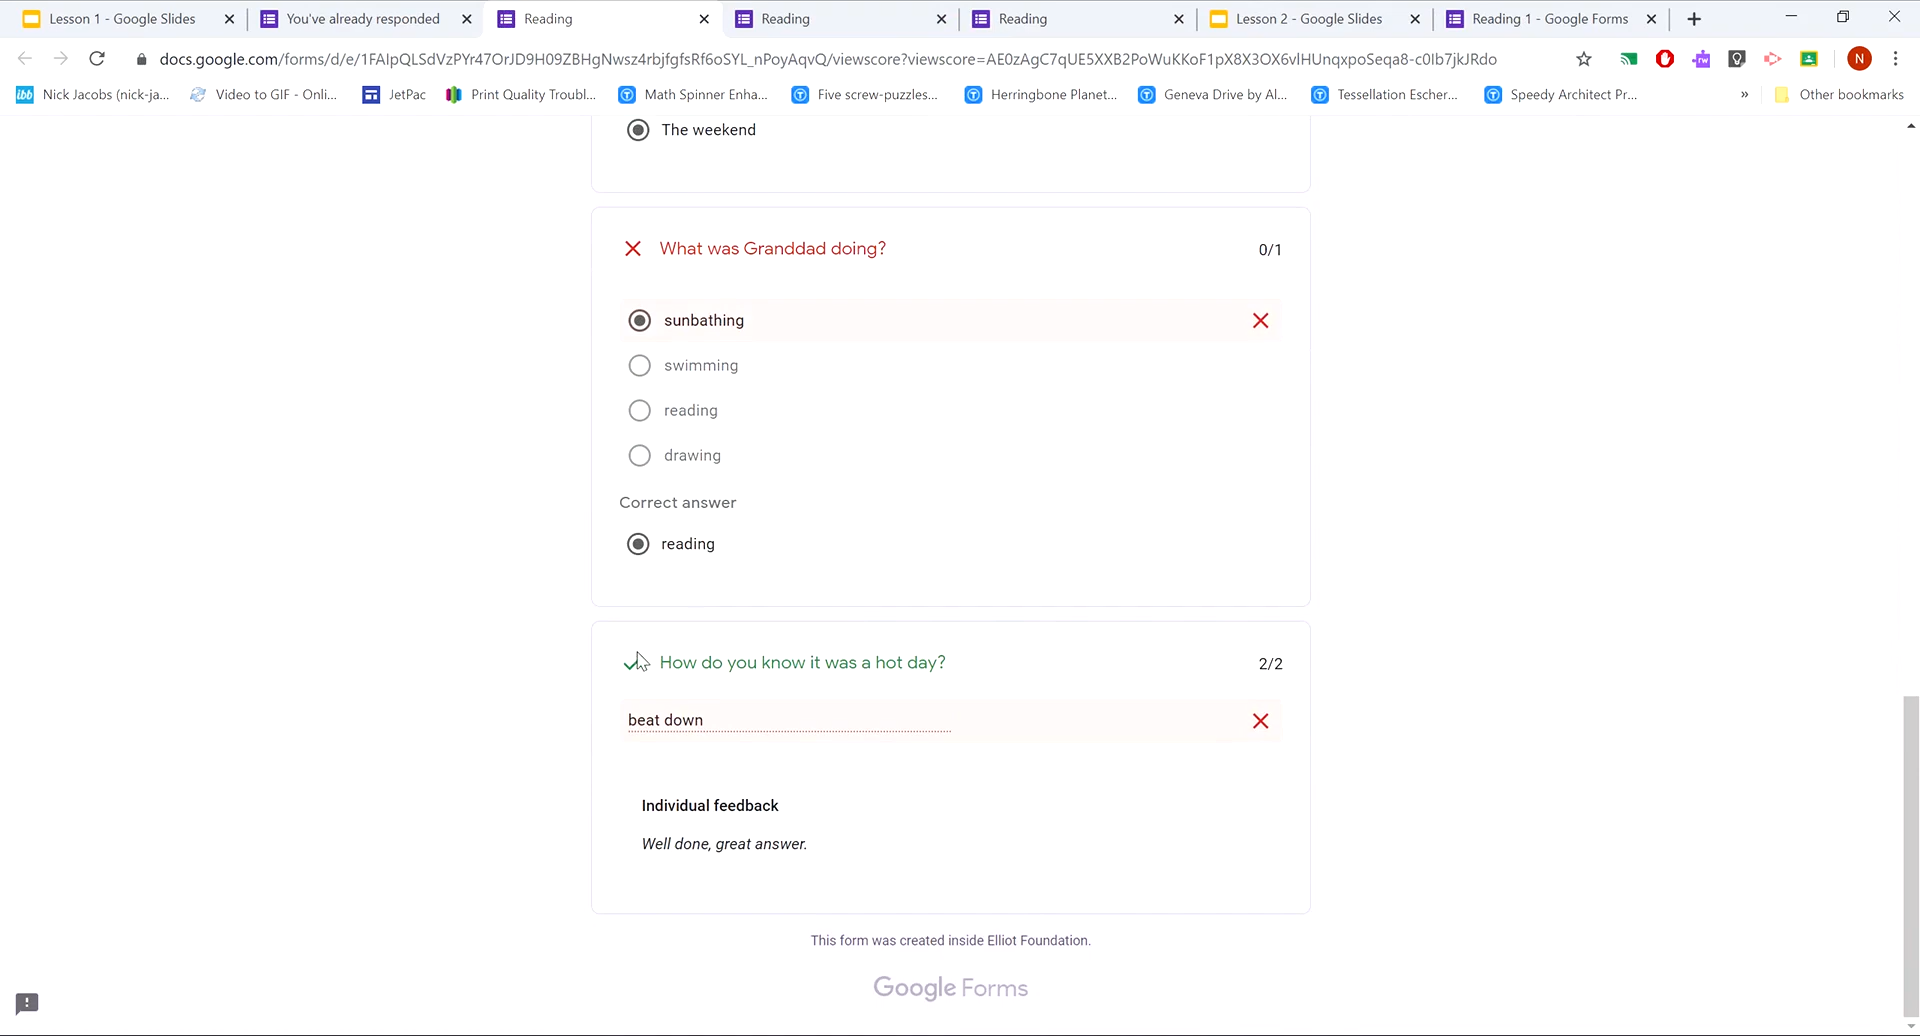 Lesson 1 - Google Slides
You've already responded
Reading
Reading
Reading
Lesson 2 - Google Slides
Reading 1 - Google Forms
docs.google.com/forms/d/e/1FAIpQLSdVzPYr47OrJD9H09ZBHgNwsz4rbjfgfsRf6oSYL_nPoyAqvQ/viewscore?viewscore=AE0zAgC7qUE5XXB2PoWuKKoF1pX8X3OX6vlHUnqxpoSeqa8-c0Ib7jkJRdo
N
ibb Nick Jacobs (nick-ja...
Video to GIF - Onli...
JetPac
Print Quality Troubl...
Math Spinner Enha...
Five screw-puzzles...
Herringbone Planet...
Geneva Drive by Al...
Tessellation Escher...
Speedy Architect Pr...
»
Other bookmarks
The weekend
What was Granddad doing?
0/1
sunbathing
swimming
reading
drawing
Correct answer
reading
How do you know it was a hot day?
2/2
beat down
Individual feedback
Well done, great answer.
This form was created inside Elliot Foundation.
Google Forms